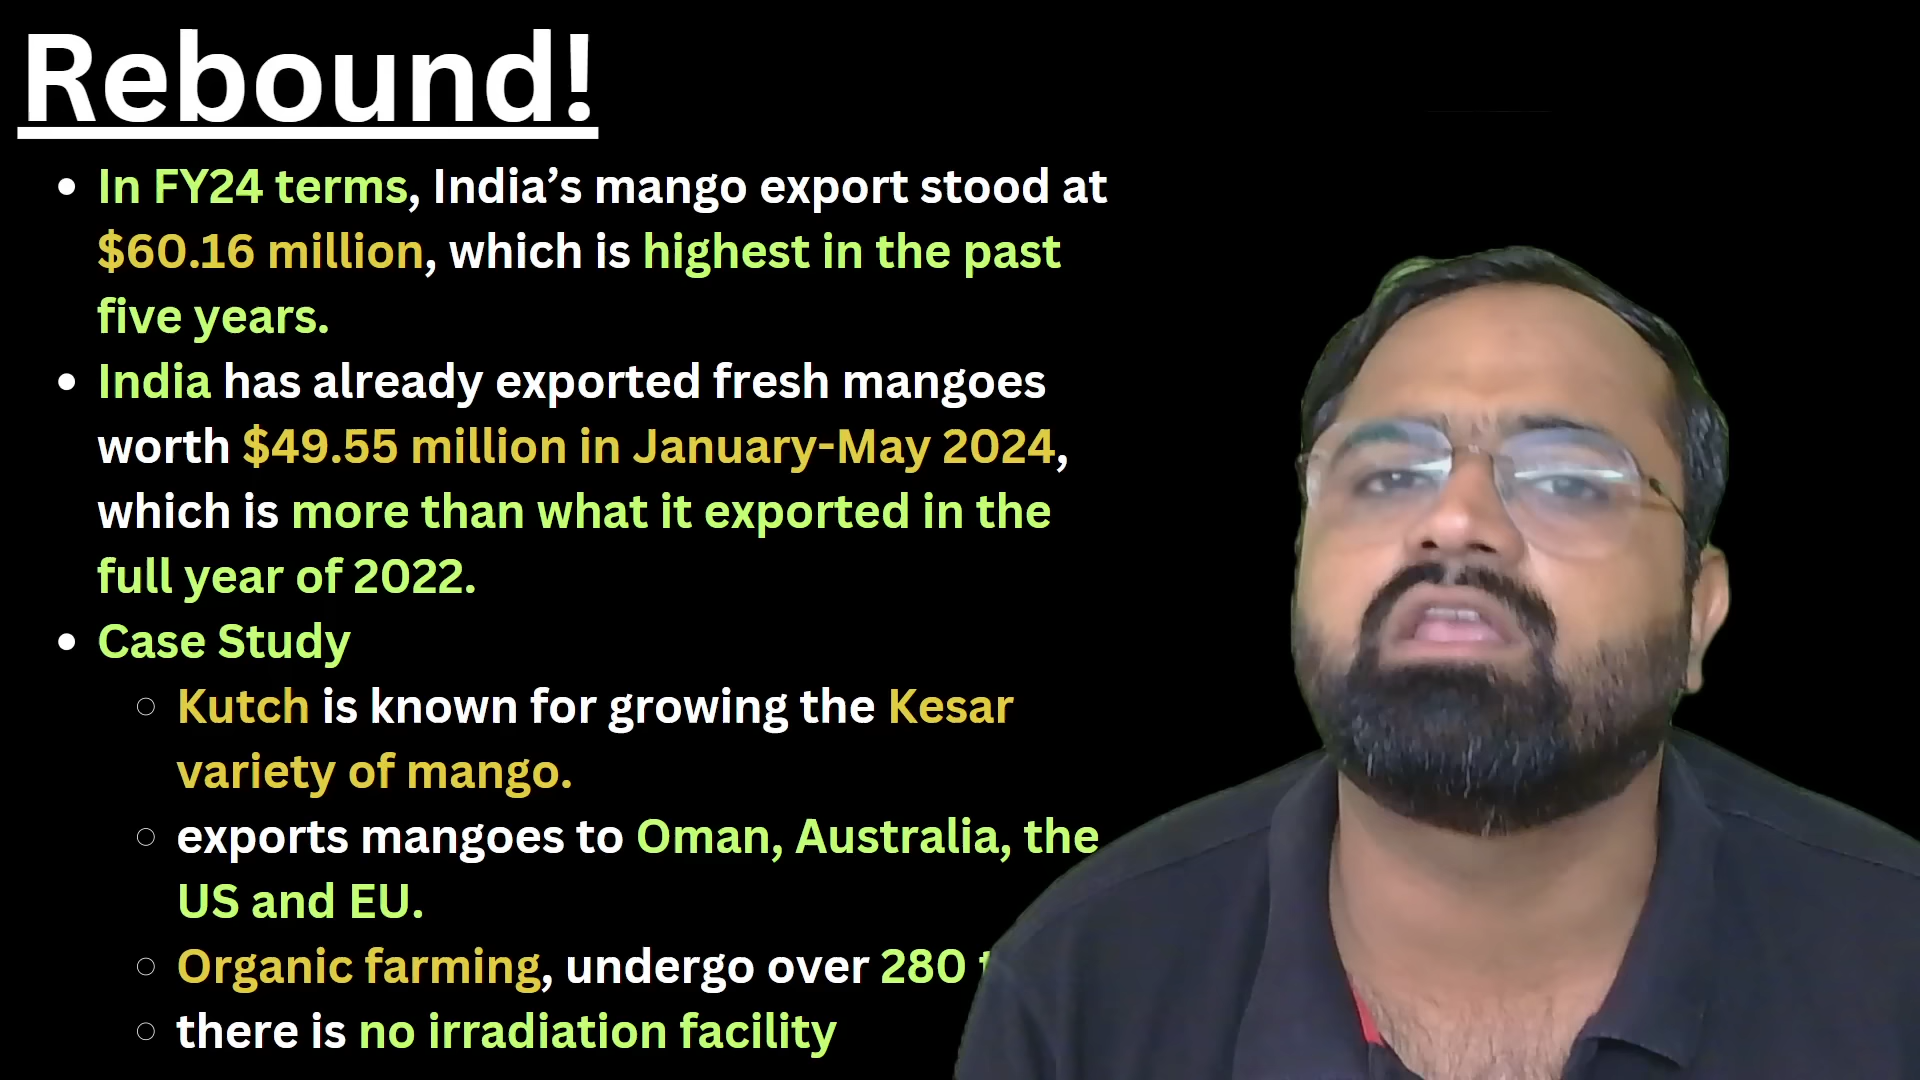 Rebound!
In FY24 terms, India’s mango export stood at
$60.16 million, which is highest in the past
five years.
India has already exported fresh mangoes
worth $49.55 million in January-May 2024,
which is more than what it exported in the
full year of 2022.
Case Study
Kutch is known for growing the Kesar
variety of mango.
exports mangoes to Oman, Australia, the
US and EU.
Organic farming, undergo over 280
there is no irradiation facility